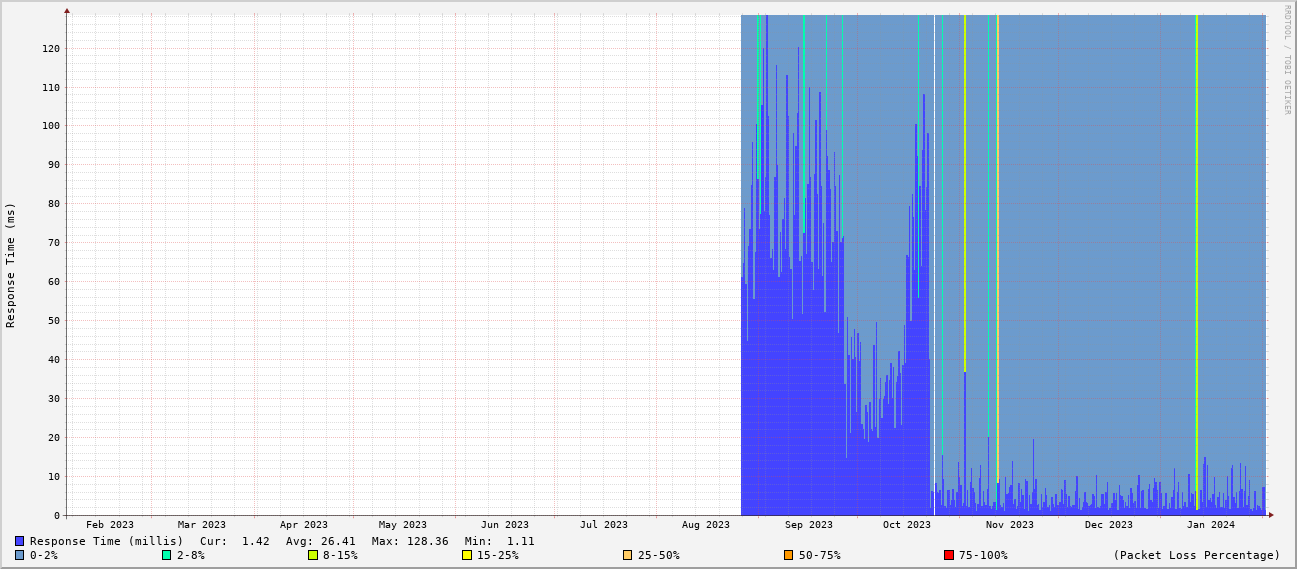 RRDTOOL / TOBI OETIKER
Response Time (ms)
120
110
100
90
80
70
60
50
40
30
20
10
0
Feb 2023 Mar 2023 Apr 2023 May 2023 Jun 2023 Jul 2023 Aug 2023 Sep 2023 Oct 2023 Nov 2023 Dec 2023 Jan 2024
Response Time (millis) Cur: 1.42 Avg: 26.41 Max: 128.36 Min: 1.11
0-2% 2-8% 8-15% 15-25% 25-50% 50-75% 75-100% (Packet Loss Percentage)